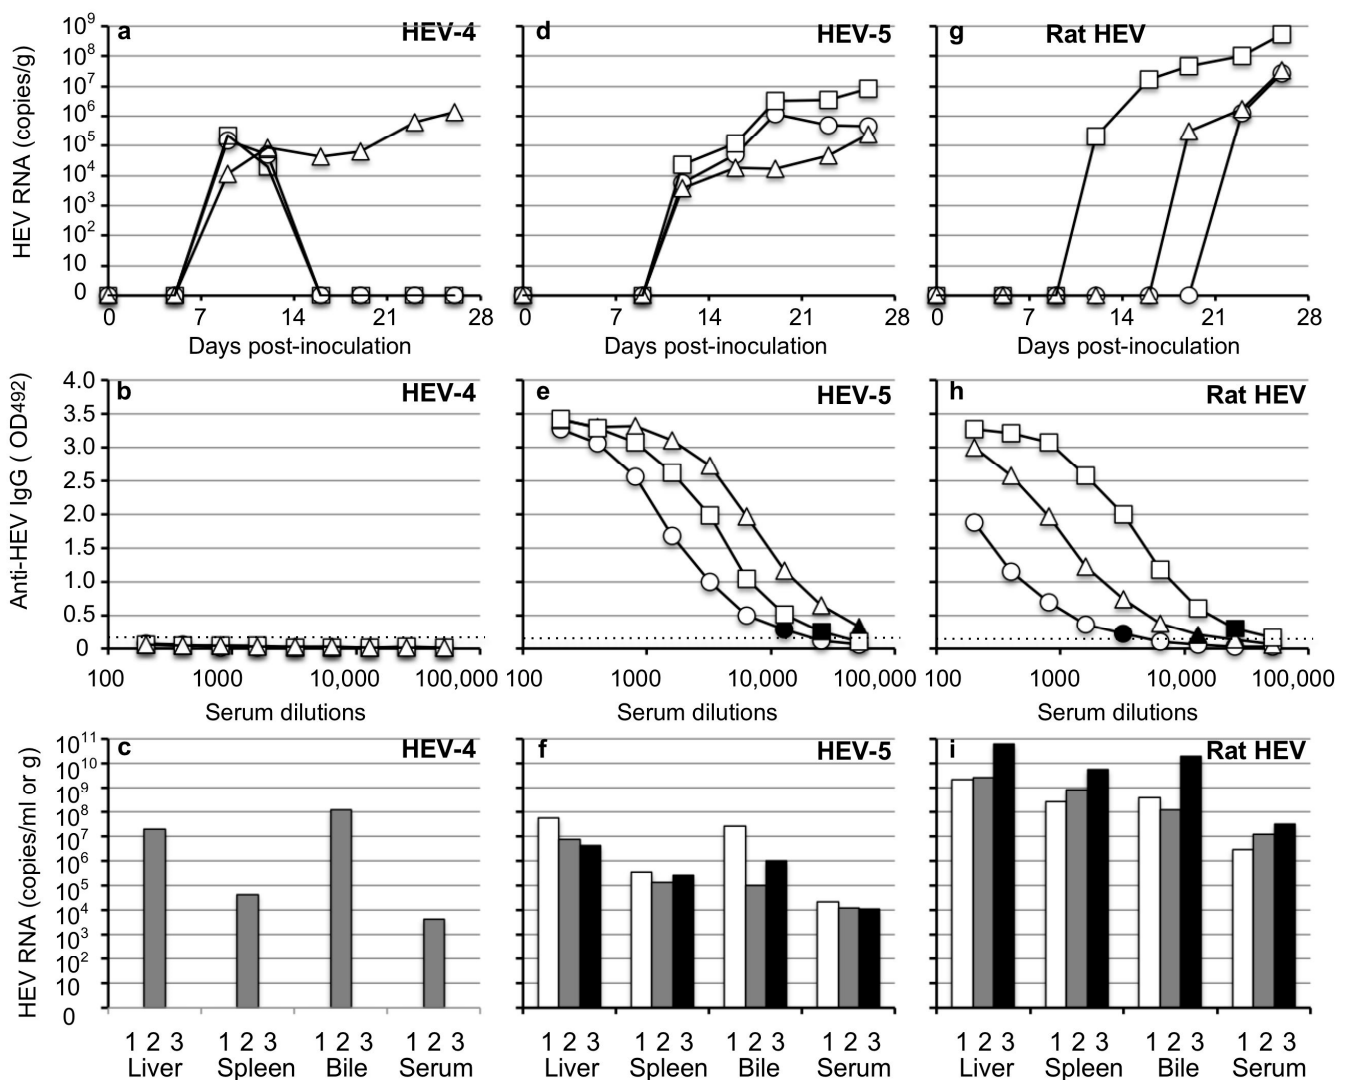 a HEV-4
HEV RNA (copies/g)
10⁹
10⁸
10⁷
10⁶
10⁵
10⁴
10³
10²
10
0
0 7 14 21 28
Days post-inoculation
d HEV-5
0 7 14 21 28
Days post-inoculation
g Rat HEV
0 7 14 21 28
Days post-inoculation
b HEV-4
Anti-HEV IgG ( OD492)
4.0
3.5
3.0
2.5
2.0
1.5
1.0
0.5
0
100 1000 10,000 100,000
Serum dilutions
e HEV-5
100 1000 10,000 100,000
Serum dilutions
h Rat HEV
100 1000 10,000 100,000
Serum dilutions
c HEV-4
HEV RNA (copies/ml or g)
10¹¹
10¹⁰
10⁹
10⁸
10⁷
10⁶
10⁵
10⁴
10³
10²
10
0
1 2 3 1 2 3 1 2 3 1 2 3
Liver Spleen Bile Serum
f HEV-5
1 2 3 1 2 3 1 2 3 1 2 3
Liver Spleen Bile Serum
i Rat HEV
1 2 3 1 2 3 1 2 3 1 2 3
Liver Spleen Bile Serum